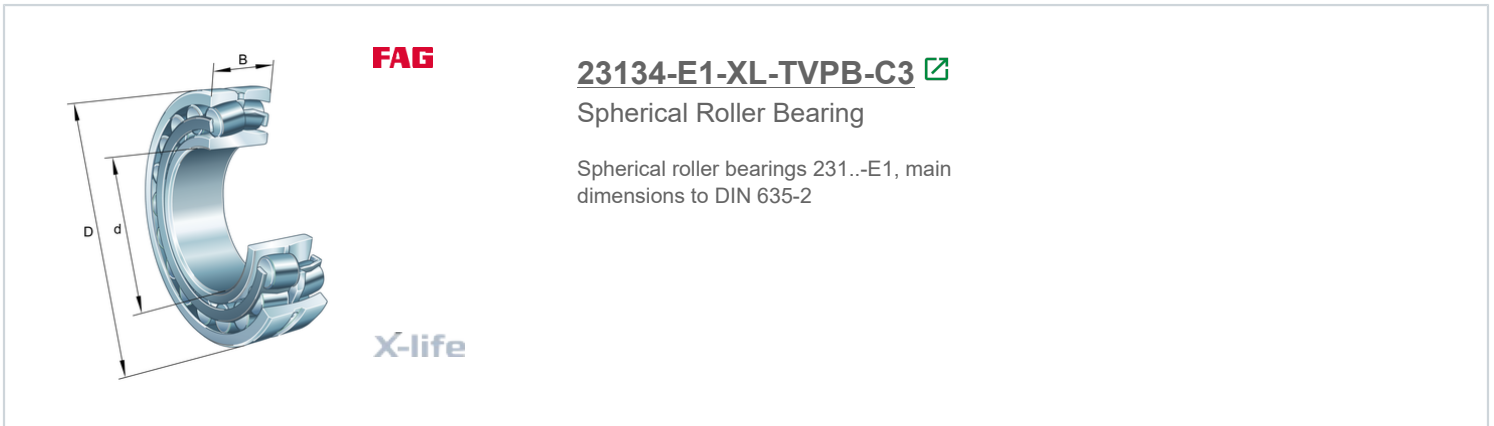 B
D
d
FAG
X-life
23134-E1-XL-TVPB-C3
Spherical Roller Bearing
Spherical roller bearings 231..-E1, main
dimensions to DIN 635-2